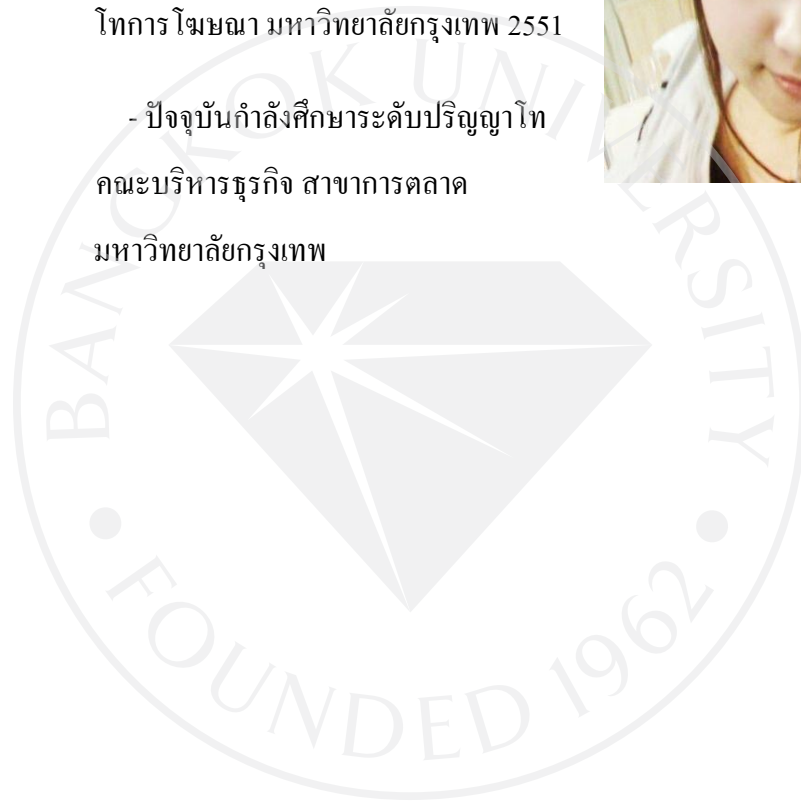 โทการโฆษณา มหาวิทยาลัยกรุงเทพ 2551
- ปัจจุบันกำลังศึกษาระดับปริญญาโท
คณะบริหารธุรกิจ สาขาการตลาด
มหาวิทยาลัยกรุงเทพ
BANGKOK UNIVERSITY
FOUNDED 1962